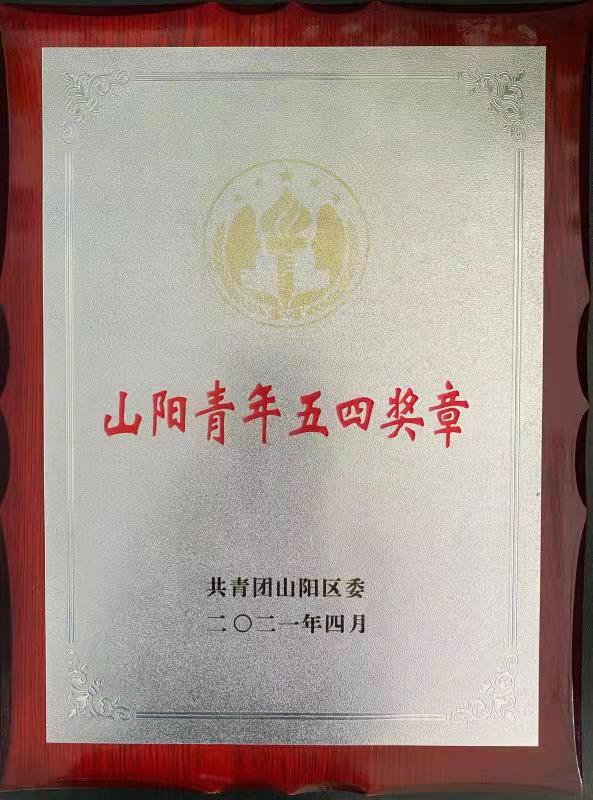 山阳青年五四奖章
共青团山阳区委
二〇二一年四月